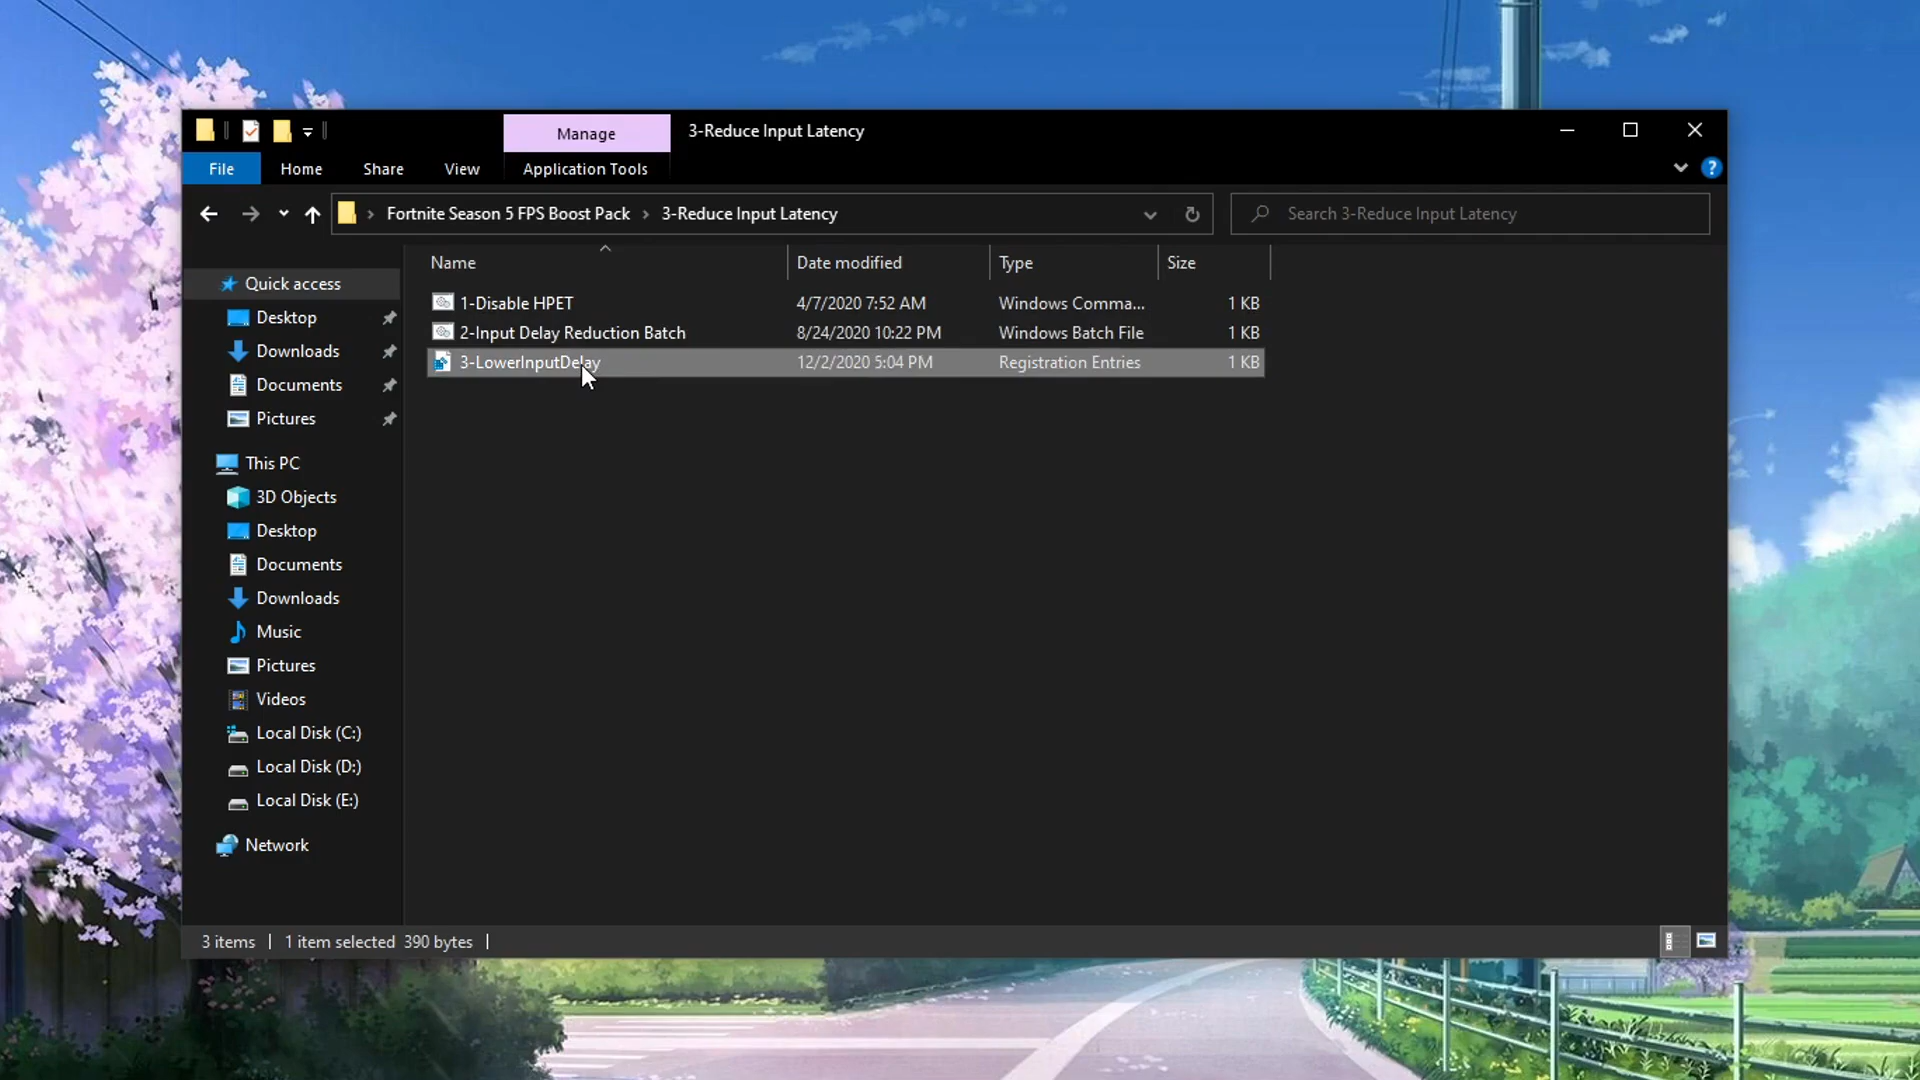 Manage
3-Reduce Input Latency
File
Home
Share
View
Application Tools
?
Fortnite Season 5 FPS Boost Pack
3-Reduce Input Latency
Search 3-Reduce Input Latency
Name
Date modified
Type
Size
1-Disable HPET
4/7/2020 7:52 AM
Windows Comma...
1 KB
2-Input Delay Reduction Batch
8/24/2020 10:22 PM
Windows Batch File
1 KB
3-LowerInputDelay
12/2/2020 5:04 PM
Registration Entries
1 KB
Quick access
Desktop
Downloads
Documents
Pictures
This PC
3D Objects
Desktop
Documents
Downloads
Music
Pictures
Videos
Local Disk (C:)
Local Disk (D:)
Local Disk (E:)
Network
3 items
1 item selected 390 bytes